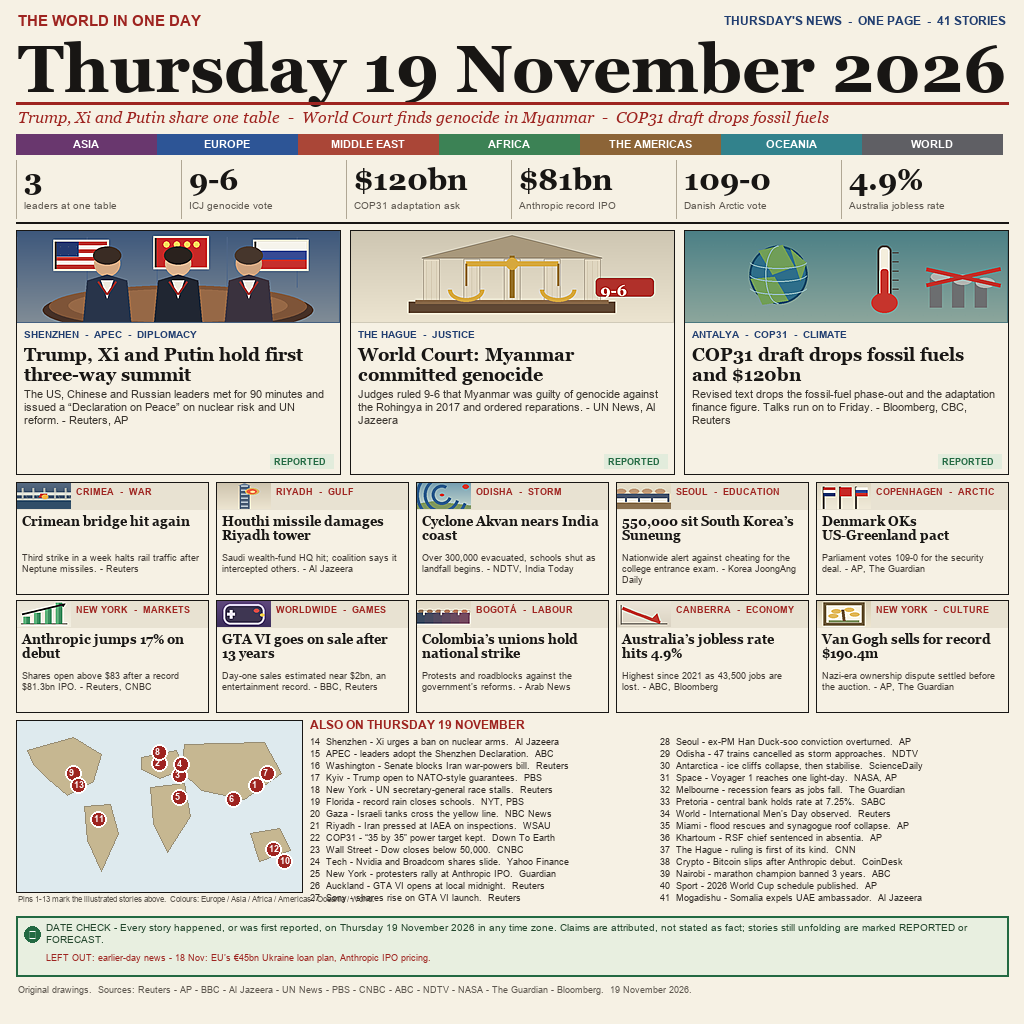 THE WORLD IN ONE DAY
THURSDAY'S NEWS - ONE PAGE - 41 STORIES
Thursday 19 November 2026
Trump, Xi and Putin share one table - World Court finds genocide in Myanmar - COP31 draft drops fossil fuels
ASIA
EUROPE
MIDDLE EAST
AFRICA
THE AMERICAS
OCEANIA
WORLD
3
leaders at one table
9-6
ICJ genocide vote
$120bn
COP31 adaptation ask
$81bn
Anthropic record IPO
109-0
Danish Arctic vote
4.9%
Australia jobless rate
SHENZHEN - APEC - DIPLOMACY
Trump, Xi and Putin hold first
three-way summit
The US, Chinese and Russian leaders met for 90 minutes and
issued a “Declaration on Peace” on nuclear risk and UN
reform. - Reuters, AP
REPORTED
9-6
THE HAGUE - JUSTICE
World Court: Myanmar
committed genocide
Judges ruled 9-6 that Myanmar was guilty of genocide against
the Rohingya in 2017 and ordered reparations. - UN News, Al
Jazeera
REPORTED
ANTALYA - COP31 - CLIMATE
COP31 draft drops fossil fuels
and $120bn
Revised text drops the fossil-fuel phase-out and the adaptation
finance figure. Talks run on to Friday. - Bloomberg, CBC,
Reuters
REPORTED
CRIMEA - WAR
Crimean bridge hit again
Third strike in a week halts rail traffic after
Neptune missiles. - Reuters
RIYADH - GULF
Houthi missile damages
Riyadh tower
Saudi wealth-fund HQ hit; coalition says it
intercepted others. - Al Jazeera
ODISHA - STORM
Cyclone Akvan nears India
coast
Over 300,000 evacuated, schools shut as
landfall begins. - NDTV, India Today
SEOUL - EDUCATION
550,000 sit South Korea’s
Suneung
Nationwide alert against cheating for the
college entrance exam. - Korea JoongAng
Daily
COPENHAGEN - ARCTIC
Denmark OKs
US-Greenland pact
Parliament votes 109-0 for the security
deal. - AP, The Guardian
NEW YORK - MARKETS
Anthropic jumps 17% on
debut
Shares open above $83 after a record
$81.3bn IPO. - Reuters, CNBC
WORLDWIDE - GAMES
GTA VI goes on sale after
13 years
Day-one sales estimated near $2bn, an
entertainment record. - BBC, Reuters
BOGOTÁ - LABOUR
Colombia’s unions hold
national strike
Protests and roadblocks against the
government’s reforms. - Arab News
CANBERRA - ECONOMY
Australia’s jobless rate
hits 4.9%
Highest since 2021 as 43,500 jobs are
lost. - ABC, Bloomberg
NEW YORK - CULTURE
Van Gogh sells for record
$190.4m
Nazi-era ownership dispute settled before
the auction. - AP, The Guardian
8
2
4
3
9
13
7
1
6
5
11
12
10
Pins 1-13 mark the illustrated stories above. Colours: Europe / Asia / Africa / Americas
ALSO ON THURSDAY 19 NOVEMBER
14 Shenzhen - Xi urges a ban on nuclear arms. Al Jazeera
15 APEC - leaders adopt the Shenzhen Declaration. ABC
16 Washington - Senate blocks Iran war-powers bill. Reuters
17 Kyiv - Trump open to NATO-style guarantees. PBS
18 New York - UN secretary-general race stalls. Reuters
19 Florida - record rain closes schools. NYT, PBS
20 Gaza - Israeli tanks cross the yellow line. NBC News
21 Riyadh - Iran pressed at IAEA on inspections. WSAU
22 COP31 - “35 by 35” power target kept. Down To Earth
23 Wall Street - Dow closes below 50,000. CNBC
24 Tech - Nvidia and Broadcom shares slide. Yahoo Finance
25 New York - protesters rally at Anthropic IPO. Guardian
26 Auckland - GTA VI opens at local midnight. Reuters
27 Sony - shares rise on GTA VI launch. Reuters
28 Seoul - ex-PM Han Duck-soo conviction overturned. AP
29 Odisha - 47 trains cancelled as storm approaches. NDTV
30 Antarctica - ice cliffs collapse, then stabilise. ScienceDaily
31 Space - Voyager 1 reaches one light-day. NASA, AP
32 Melbourne - recession fears as jobs fall. The Guardian
33 Pretoria - central bank holds rate at 7.25%. SABC
34 World - International Men's Day observed. Reuters
35 Miami - flood rescues and synagogue roof collapse. AP
36 Khartoum - RSF chief sentenced in absentia. AP
37 The Hague - ruling is first of its kind. CNN
38 Crypto - Bitcoin slips after Anthropic debut. CoinDesk
39 Nairobi - marathon champion banned 3 years. ABC
40 Sport - 2026 World Cup schedule published. AP
41 Mogadishu - Somalia expels UAE ambassador. Al Jazeera
DATE CHECK - Every story happened, or was first reported, on Thursday 19 November 2026 in any time zone. Claims are attributed, not stated as fact; stories still unfolding are marked REPORTED or
FORECAST.
LEFT OUT: earlier-day news - 18 Nov: EU’s €45bn Ukraine loan plan, Anthropic IPO pricing.
Original drawings. Sources: Reuters - AP - BBC - Al Jazeera - UN News - PBS - CNBC - ABC - NDTV - NASA - The Guardian - Bloomberg. 19 November 2026.